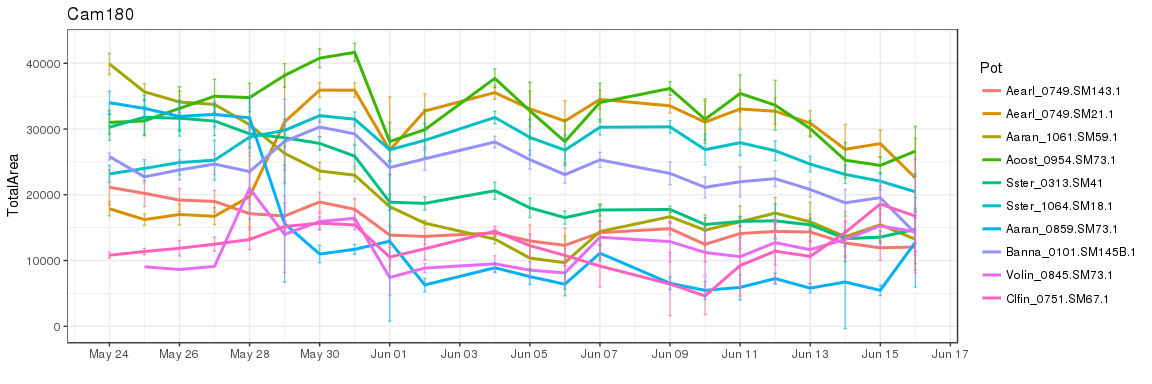 Cam180
TotalArea
40000
30000
20000
10000
0
May 24
May 26
May 28
May 30
Jun 01
Jun 03
Jun 05
Jun 07
Jun 09
Jun 11
Jun 13
Jun 15
Jun 17
Pot
Aearl_0749.SM143.1
Aearl_0749.SM21.1
Aaran_1061.SM59.1
Aoost_0954.SM73.1
Sster_0313.SM41
Sster_1064.SM18.1
Aaran_0859.SM73.1
Banna_0101.SM145B.1
Volin_0845.SM73.1
Clfin_0751.SM67.1